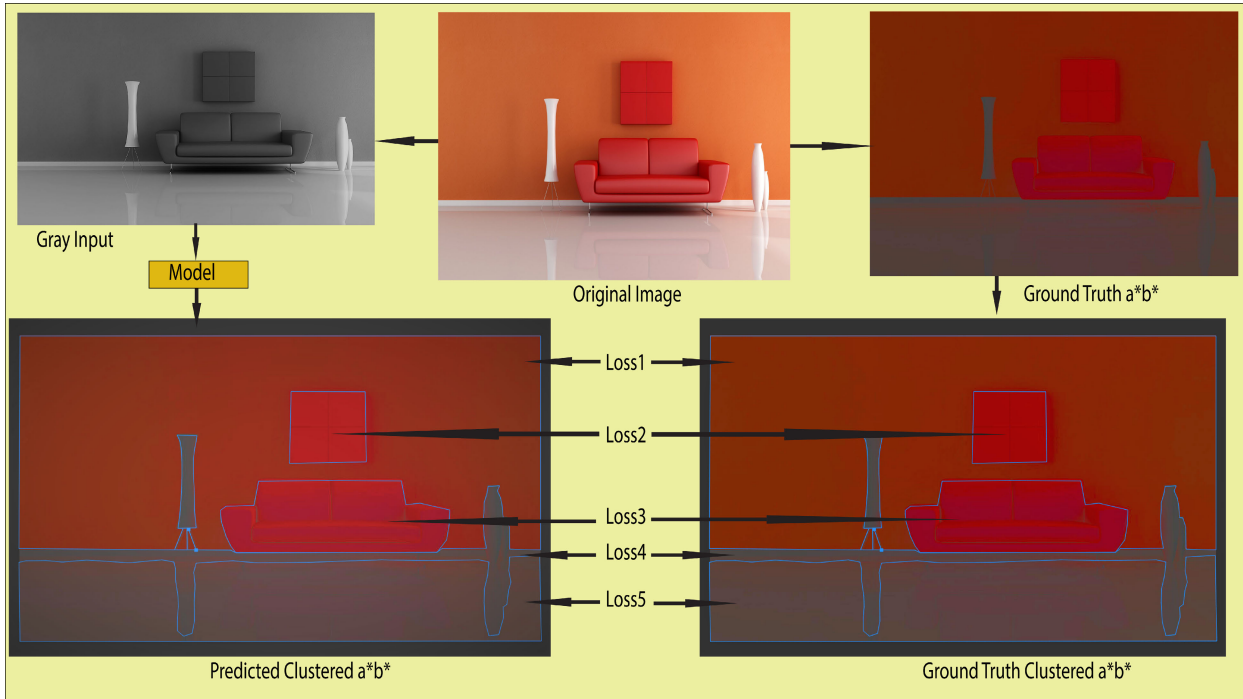 Gray Input
Model
Original Image
Ground Truth a*b*
Loss1
Loss2
Loss3
Loss4
Loss5
Predicted Clustered a*b*
Ground Truth Clustered a*b*